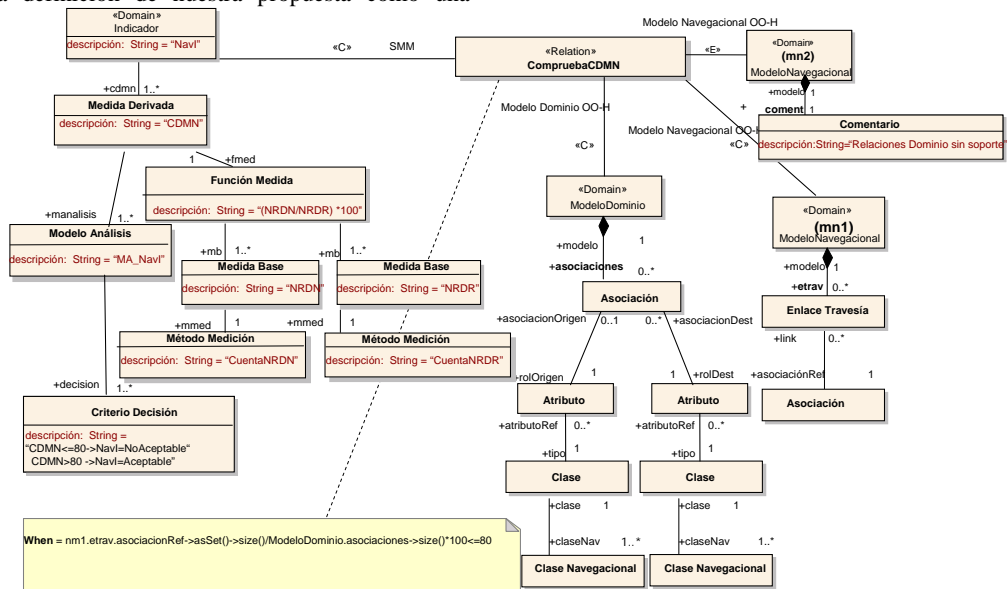 a definición de nuestra propuesta como una
«Domain»
Indicador
descripción: String = "NavI"
«C»
SMM
«Relation»
CompruebaCDMN
Modelo Navegacional OO-H
«E»
«Domain»
(mn2)
ModeloNavegacional
+modelo 1
+
coment 1
Comentario
descripción:String="Relaciones Dominio sin soporte"
+cdmn 1..*
Medida Derivada
descripción: String = "CDMN"
1 +fmed
Función Medida
descripción: String = "(NRDN/NRDR) *100"
Modelo Dominio OO-H
«C»
Modelo Navegacional OO-H
«C»
«Domain»
ModeloDominio
«Domain»
(mn1)
ModeloNavegacional
+manalisis 1..*
Modelo Análisis
descripción: String = "MA_NavI"
+mb 1..*
+mb 1..*
Medida Base
descripción: String = "NRDN"
Medida Base
descripción: String = "NRDR"
+modelo 1
+asociaciones 0..*
Asociación
+modelo 1
+etrav 0..*
Enlace Travesía
+mmed 1
+mmed 1
Método Medición
descripción: String = "CuentaNRDN"
Método Medición
descripción: String = "CuentaNRDR"
+asociacionOrigen 0..1
0..* +asociacionDest
+link 0..*
+rolOrigen 1
1 +rolDest
+asociaciónRef 1
Asociación
+decision 1..*
Criterio Decisión
descripción: String =
"CDMN<=80->NavI=NoAceptable"
CDMN>80 ->NavI=Aceptable"
Atributo
Atributo
+atributoRef 0..*
+atributoRef 0..*
+tipo 1
+tipo 1
Clase
Clase
+clase 1
+clase 1
+claseNav 1..*
+claseNav 1..*
Clase Navegacional
Clase Navegacional
When = nm1.etrav.asociacionRef->asSet()->size()/ModeloDominio.asociaciones->size()*100<=80